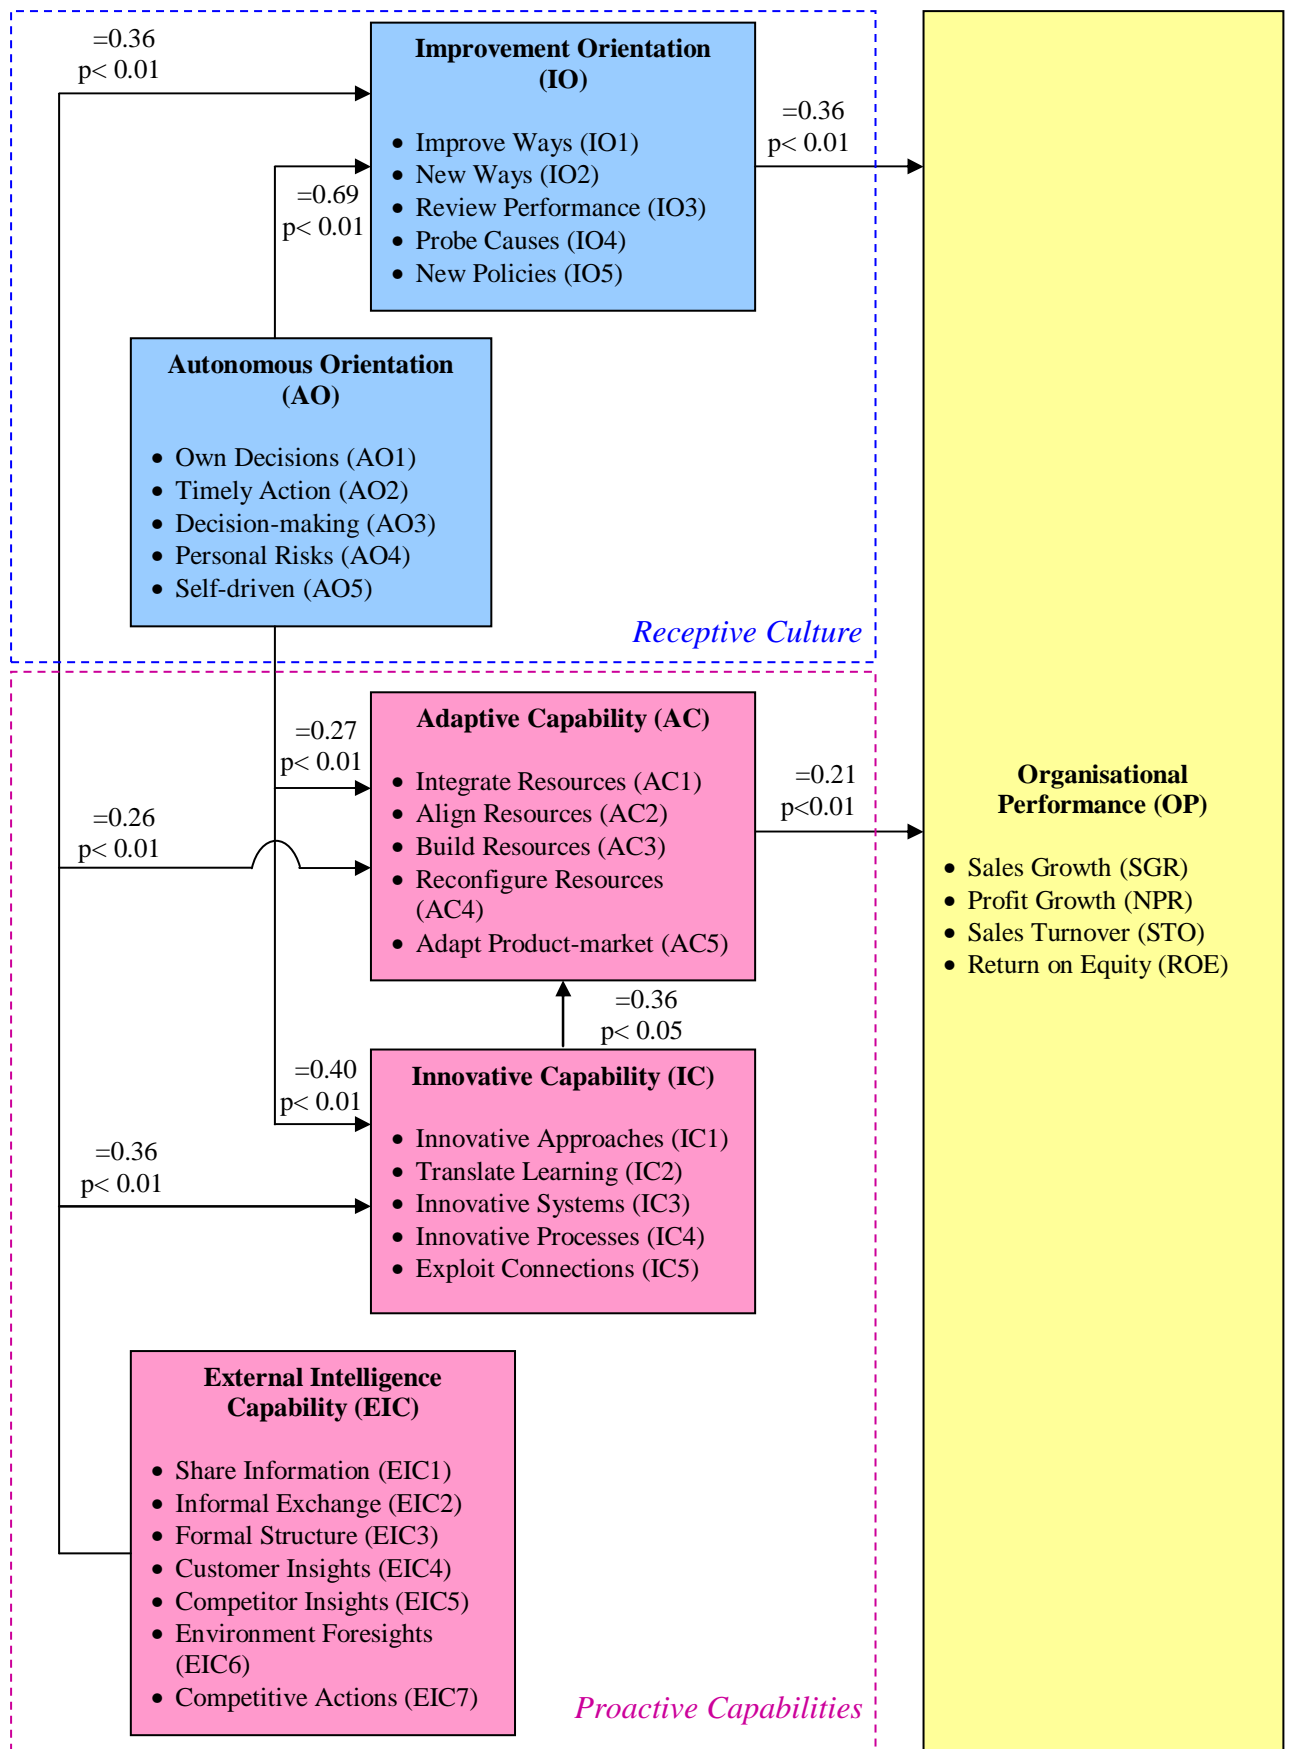 =0.36
p< 0.01
Improvement Orientation
(IO)
• Improve Ways (IO1)
• New Ways (IO2)
• Review Performance (IO3)
• Probe Causes (IO4)
• New Policies (IO5)
=0.36
p< 0.01
=0.69
p< 0.01
Autonomous Orientation
(AO)
• Own Decisions (AO1)
• Timely Action (AO2)
• Decision-making (AO3)
• Personal Risks (AO4)
• Self-driven (AO5)
Receptive Culture
=0.27
p< 0.01
=0.26
p< 0.01
Adaptive Capability (AC)
• Integrate Resources (AC1)
• Align Resources (AC2)
• Build Resources (AC3)
• Reconfigure Resources
(AC4)
• Adapt Product-market (AC5)
=0.21
p<0.01
Organisational
Performance (OP)
• Sales Growth (SGR)
• Profit Growth (NPR)
• Sales Turnover (STO)
• Return on Equity (ROE)
=0.36
p< 0.05
=0.40
p< 0.01
=0.36
p< 0.01
Innovative Capability (IC)
• Innovative Approaches (IC1)
• Translate Learning (IC2)
• Innovative Systems (IC3)
• Innovative Processes (IC4)
• Exploit Connections (IC5)
External Intelligence
Capability (EIC)
• Share Information (EIC1)
• Informal Exchange (EIC2)
• Formal Structure (EIC3)
• Customer Insights (EIC4)
• Competitor Insights (EIC5)
• Environment Foresights
(EIC6)
• Competitive Actions (EIC7)
Proactive Capabilities